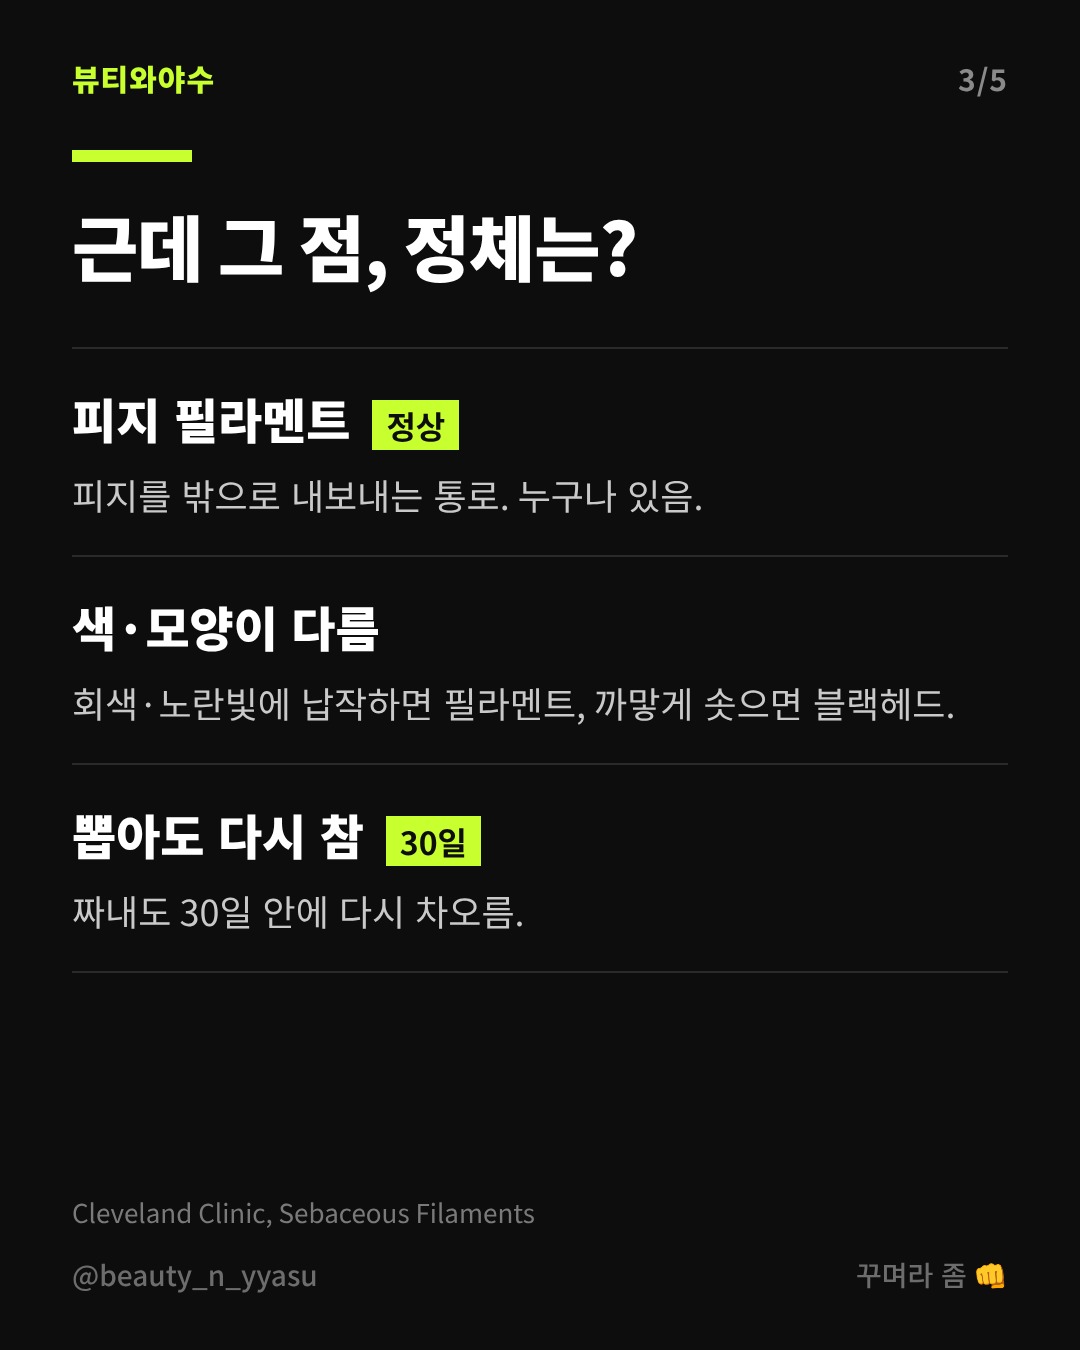 뷰티와야수
3/5
근데 그 점, 정체는?
피지 필라멘트 정상
피지를 밖으로 내보내는 통로. 누구나 있음.
색·모양이 다름
회색·노란빛에 납작하면 필라멘트, 까맣게 솟으면 블랙헤드.
뽑아도 다시 참 30일
짜내도 30일 안에 다시 차오름.
Cleveland Clinic, Sebaceous Filaments
@beauty_n_yyasu
꾸며라 좀 👊